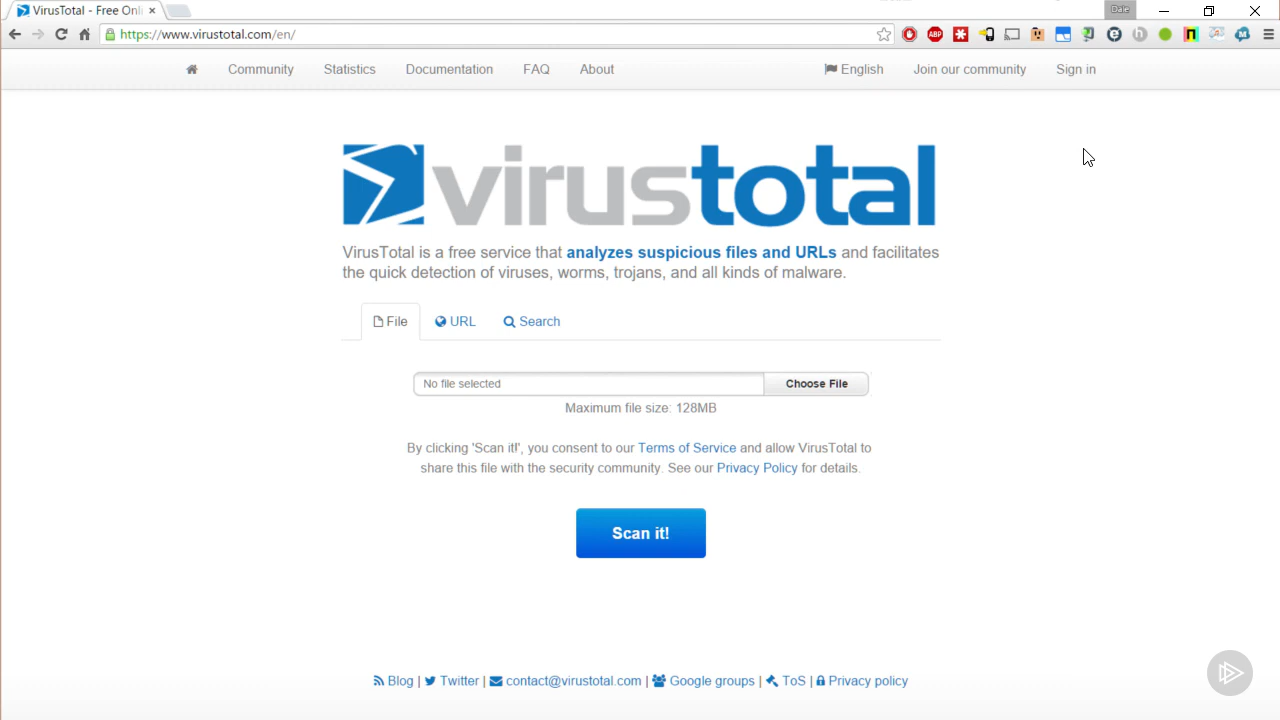 VirusTotal - Free Onli
Dale
https://www.virustotal.com/en/
ABP
Community Statistics Documentation FAQ About English Join our community Sign in
virustotal
VirusTotal is a free service that analyzes suspicious files and URLs and facilitates
the quick detection of viruses, worms, trojans, and all kinds of malware.
File URL Search
No file selected Choose File
Maximum file size: 128MB
By clicking 'Scan it!', you consent to our Terms of Service and allow VirusTotal to
share this file with the security community. See our Privacy Policy for details.
Scan it!
Blog | Twitter | contact@virustotal.com | Google groups | ToS | Privacy policy